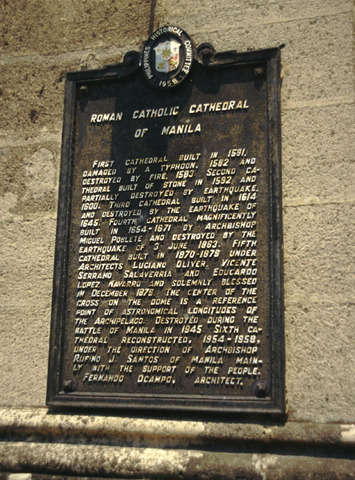 PHILIPPINES HISTORICAL COMMITTEE
1951
ROMAN CATHOLIC CATHEDRAL
OF MANILA
FIRST CATHEDRAL BUILT IN 1581,
DAMAGED BY A TYPHOON, 1582 AND
DESTROYED BY FIRE, 1583. SECOND CA-
THEDRAL BUILT OF STONE IN 1592 AND
PARTIALLY DESTROYED BY EARTHQUAKE,
1600. THIRD CATHEDRAL BUILT IN 1614
AND DESTROYED BY THE EARTHQUAKE OF
1645. FOURTH CATHEDRAL MAGNIFICENTLY
BUILT IN 1654-1671 BY ARCHBISHOP
MIGUEL POBLETE AND DESTROYED BY THE
EARTHQUAKE OF 3 JUNE 1863. FIFTH
CATHEDRAL BUILT IN 1870-1878 UNDER
ARCHITECTS LUCIANO OLIVER, VICENTE
SERRANO SALAVERRIA AND EDUCARDO
LOPEZ NAVARRO AND SOLEMNLY BLESSED
IN DECEMBER 1879. THE CENTER OF THE
CROSS ON THE DOME IS A REFERENCE
POINT OF ASTRONOMICAL LONGITUDES OF
THE ARCHIPELAGO. DESTROYED DURING THE
BATTLE OF MANILA IN 1945 SIXTH CA-
THEDRAL RECONSTRUCTED, 1954-1958,
UNDER THE DIRECTION OF ARCHBISHOP
RUFINO J. SANTOS OF MANILA MAIN-
LY WITH THE SUPPORT OF THE PEOPLE.
FERNANDO OCAMPO, ARCHITECT.